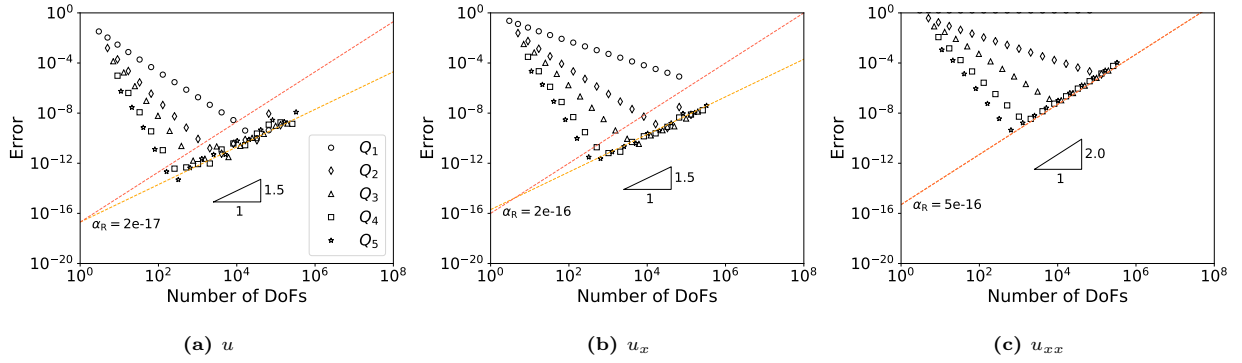 10^0
10^−4
10^−8
10^−12
10^−16
10^−20
Error
10^0
10^2
10^4
10^6
10^8
Number of DoFs
α_R = 2e-17
1.5
1
Q_1
Q_2
Q_3
Q_4
Q_5
(a) u
10^0
10^−4
10^−8
10^−12
10^−16
10^−20
Error
10^0
10^2
10^4
10^6
10^8
Number of DoFs
α_R = 2e-16
1.5
1
(b) u_x
10^0
10^−4
10^−8
10^−12
10^−16
10^−20
Error
10^0
10^2
10^4
10^6
10^8
Number of DoFs
α_R = 5e-16
2.0
1
(c) u_xx